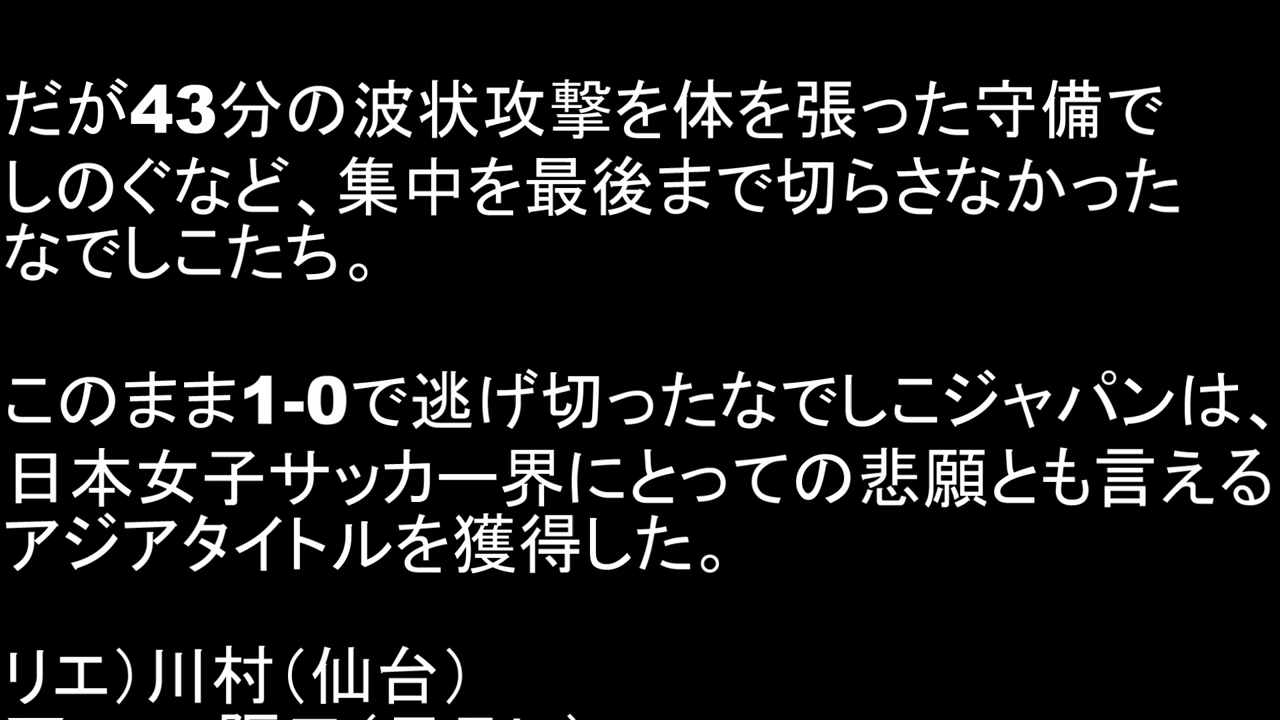 だが43分の波状攻撃を体を張った守備で
しのぐなど、集中を最後まで切らさなかった
なでしこたち。
このまま1-0で逃げ切ったなでしこジャパンは、
日本女子サッカー界にとっての悲願とも言える
アジアタイトルを獲得した。
リエ）川村（仙台）